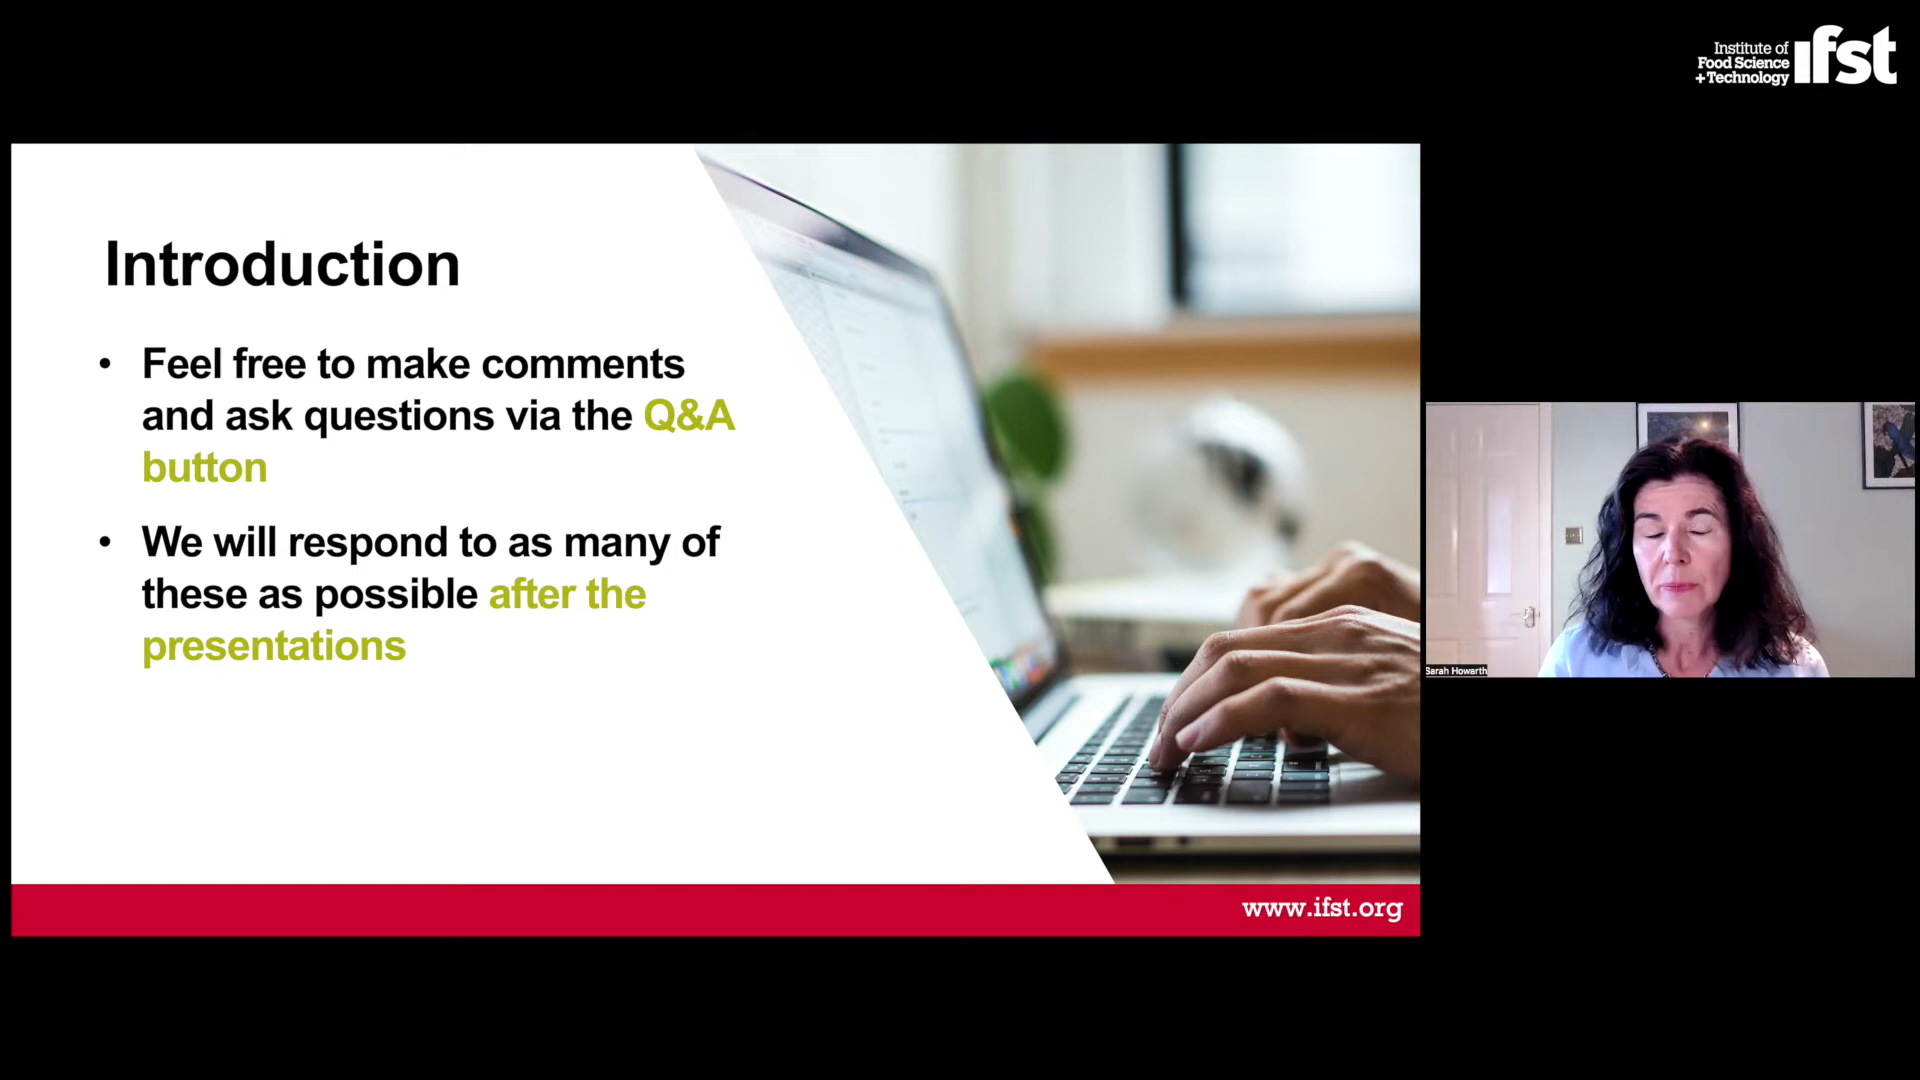 Institute of
Food Science
+Technology
ifst
Introduction
• Feel free to make comments
and ask questions via the Q&A
button
• We will respond to as many of
these as possible after the
presentations
www.ifst.org
Sarah Howarth